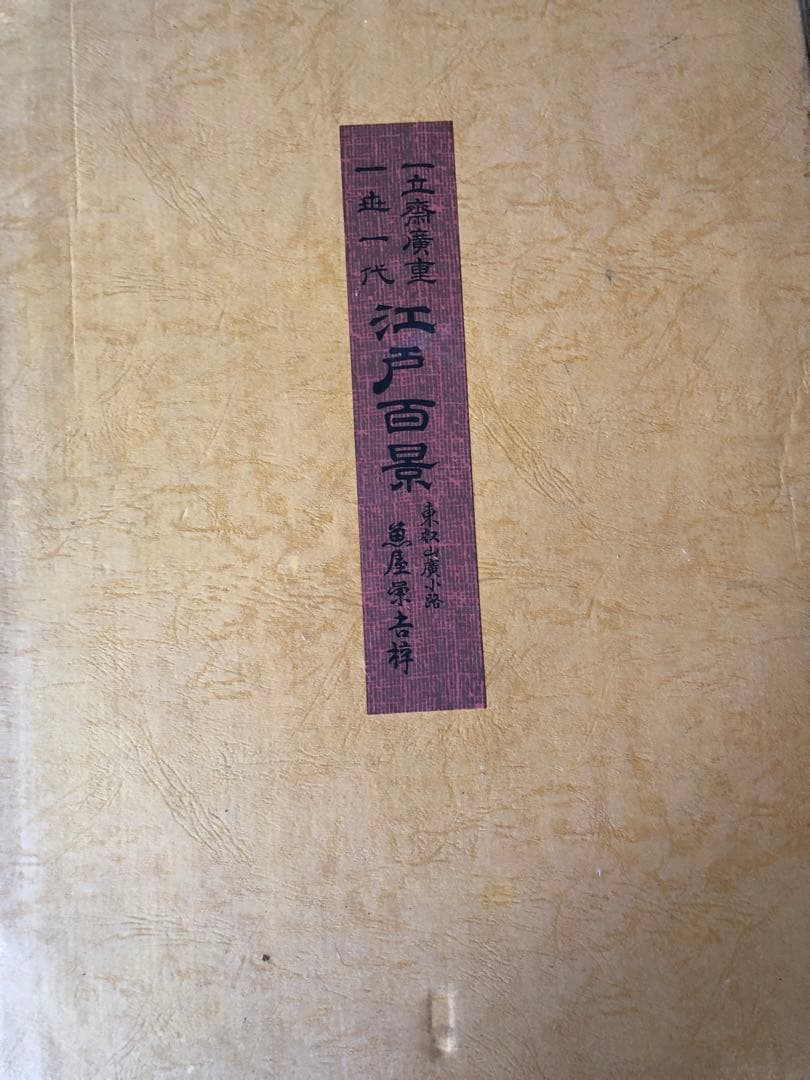 一立齋廣重
一世一代
江戸百景
東叡山廣小路
魚屋榮吉梓